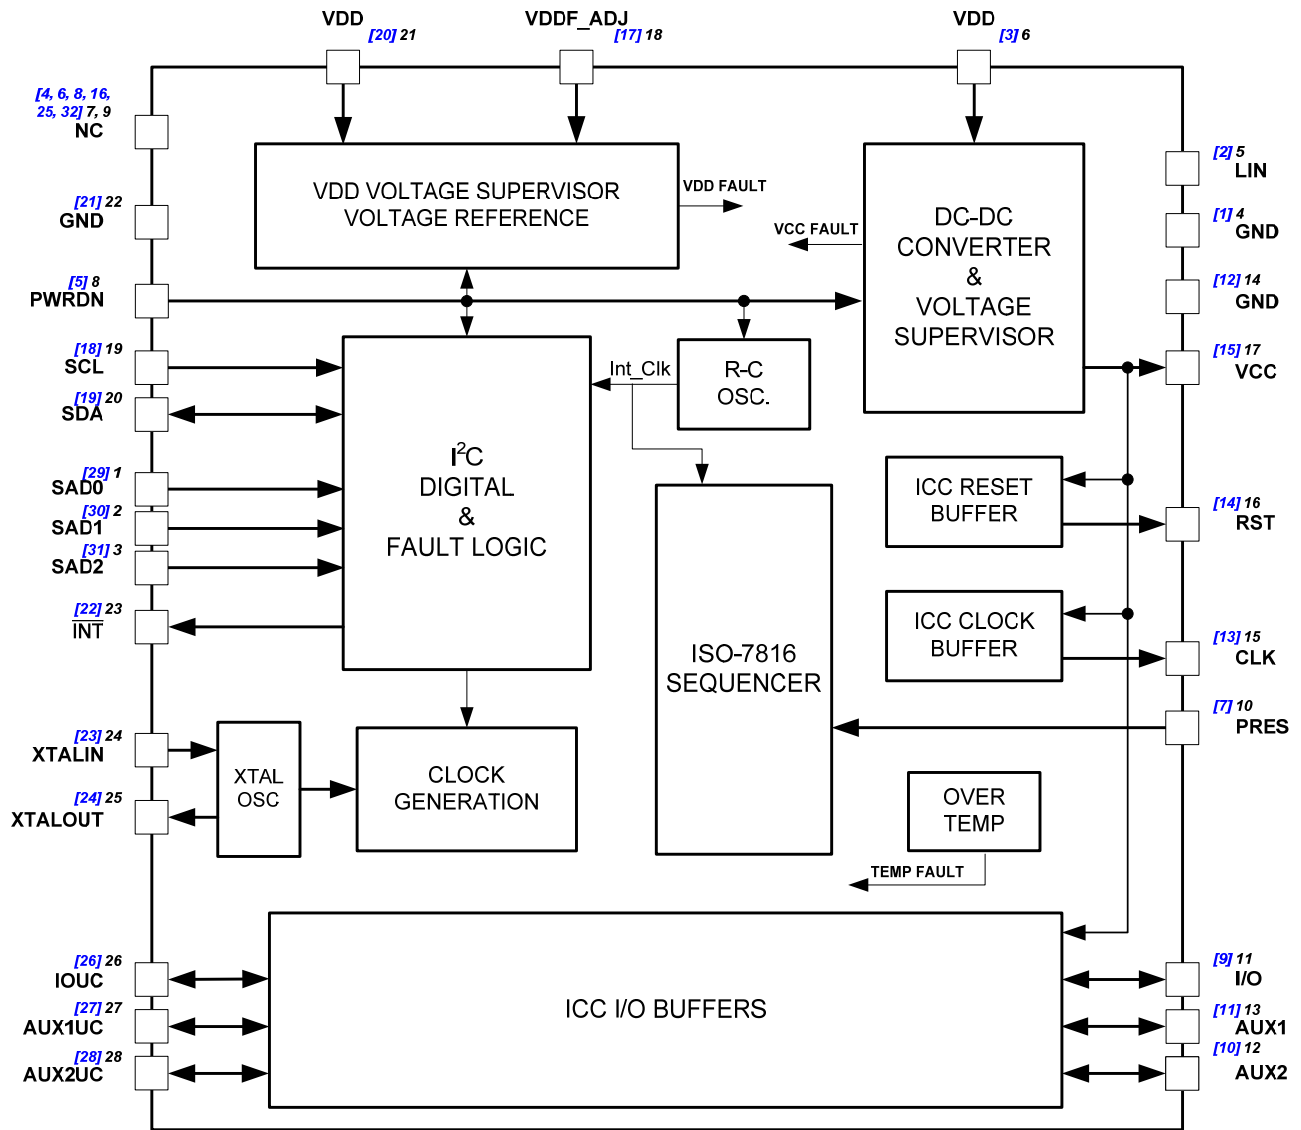 VDD
[20] 21
VDDF_ADJ
[17] 18
VDD
[3] 6
[4, 6, 8, 16,
25, 32] 7, 9
NC
[21] 22
GND
[5] 8
PWRDN
[18] 19
SCL
[19] 20
SDA
[29] 1
SAD0
[30] 2
SAD1
[31] 3
SAD2
[22] 23
INT
[23] 24
XTALIN
[24] 25
XTALOUT
[26] 26
IOUC
[27] 27
AUX1UC
[28] 28
AUX2UC
VDD VOLTAGE SUPERVISOR
VOLTAGE REFERENCE
VDD FAULT
VCC FAULT
DC-DC
CONVERTER
&
VOLTAGE
SUPERVISOR
Int_Clk
R-C
OSC.
I²C
DIGITAL
&
FAULT LOGIC
ISO-7816
SEQUENCER
ICC RESET
BUFFER
ICC CLOCK
BUFFER
XTAL
OSC
CLOCK
GENERATION
OVER
TEMP
TEMP FAULT
ICC I/O BUFFERS
[2] 5
LIN
[1] 4
GND
[12] 14
GND
[15] 17
VCC
[14] 16
RST
[13] 15
CLK
[7] 10
PRES
[9] 11
I/O
[11] 13
AUX1
[10] 12
AUX2